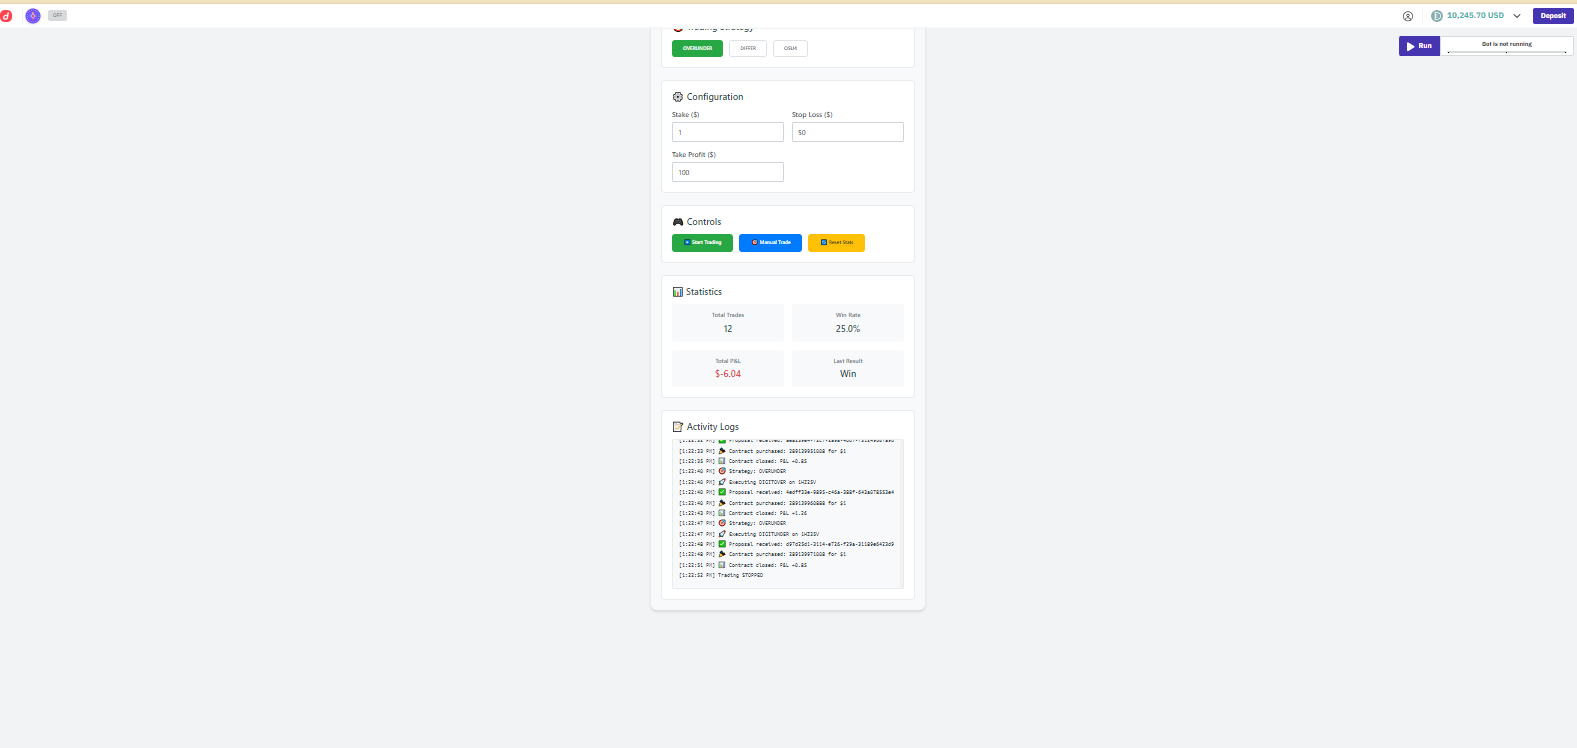 OFF
10,245.70 USD
Deposit
Run
Bot is not running
Trading Strategy
OVERUNDER
DIFFER
Configuration
Stake ($)
Stop Loss ($)
1
50
Take Profit ($)
100
Controls
Start Trading
Manual Trade
Reset Stats
Statistics
Total Trades
Win Rate
12
25.0%
Total P&L
Last Result
$-6.04
Win
Activity Logs
[1:22:33 PM] Contract purchased: 289139951008 for $1
[1:22:35 PM] Contract closed: P&L +0.85
[1:22:40 PM] Strategy: OVERUNDER
[1:22:40 PM] Executing DIGITOVER on 1HZ25V
[1:22:40 PM] Proposal received: 4edff33e-9895-c46a-388f-643a078553e4
[1:22:40 PM] Contract purchased: 289139960888 for $1
[1:22:43 PM] Contract closed: P&L +1.26
[1:22:47 PM] Strategy: OVERUNDER
[1:22:47 PM] Executing DIGITUNDER on 1HZ25V
[1:22:48 PM] Proposal received: d97d25d1-3114-e726-f29a-31189e6423d9
[1:22:48 PM] Contract purchased: 289139971008 for $1
[1:22:51 PM] Contract closed: P&L +0.85
[1:22:52 PM] Trading STOPPED